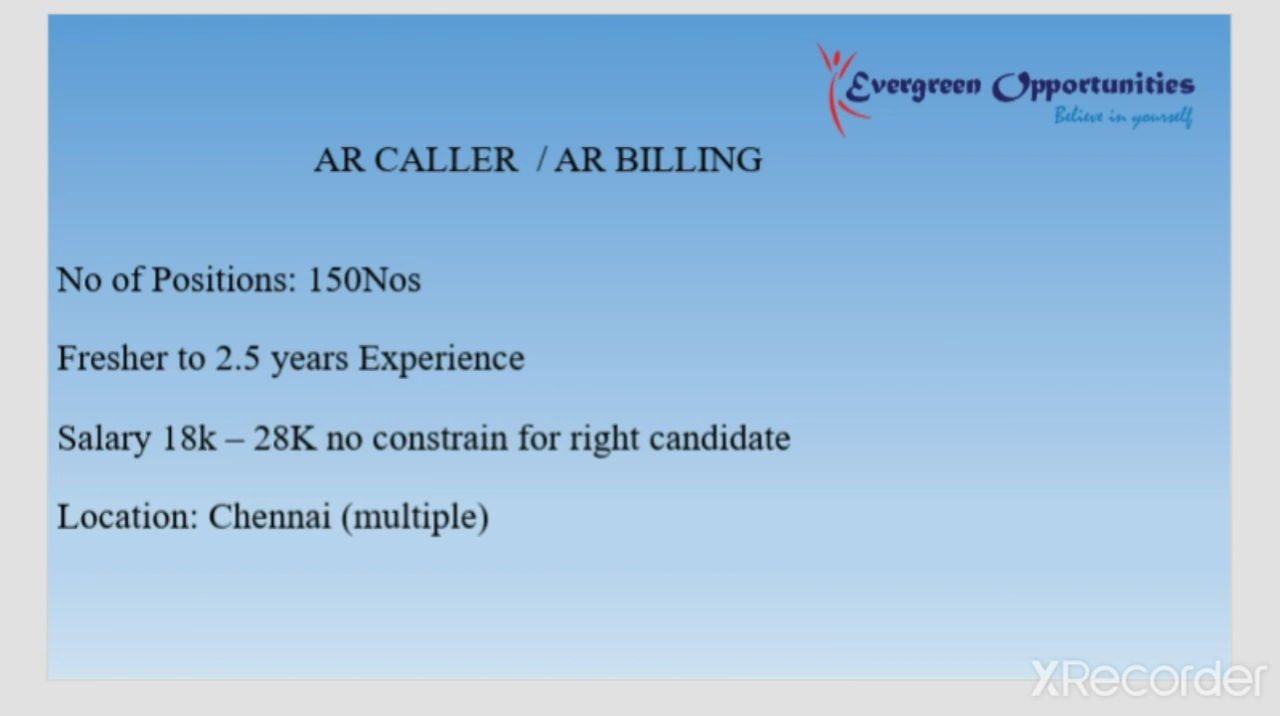 Evergreen Opportunities
Believe in yourself
AR CALLER / AR BILLING
No of Positions: 150Nos
Fresher to 2.5 years Experience
Salary 18k – 28K no constrain for right candidate
Location: Chennai (multiple)
XRecorder